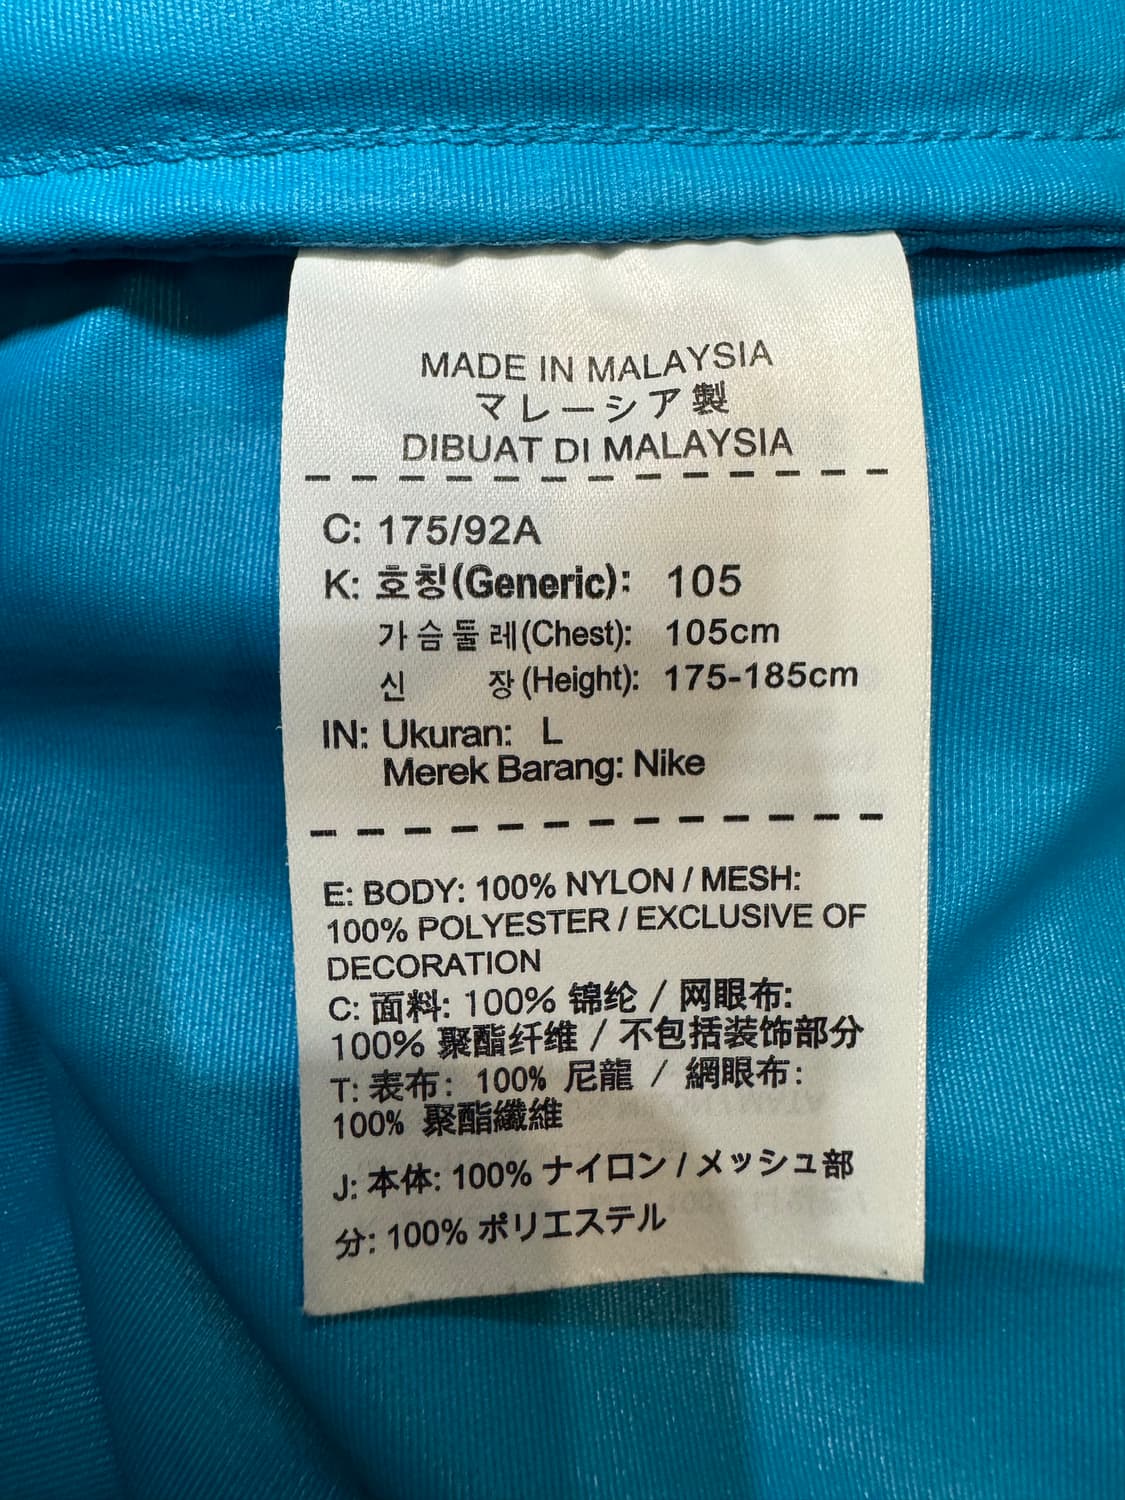 MADE IN MALAYSIA
マレーシア製
DIBUAT DI MALAYSIA
C: 175/92A
K: 호칭(Generic): 105
가슴둘레(Chest): 105cm
신 장(Height): 175-185cm
IN: Ukuran: L
Merek Barang: Nike
E: BODY: 100% NYLON / MESH:
100% POLYESTER / EXCLUSIVE OF
DECORATION
C: 面料: 100% 锦纶 / 网眼布:
100% 聚酯纤维 / 不包括装饰部分
T: 表布: 100% 尼龍 / 網眼布:
100% 聚酯纖維
J: 本体: 100% ナイロン / メッシュ部
分: 100% ポリエステル